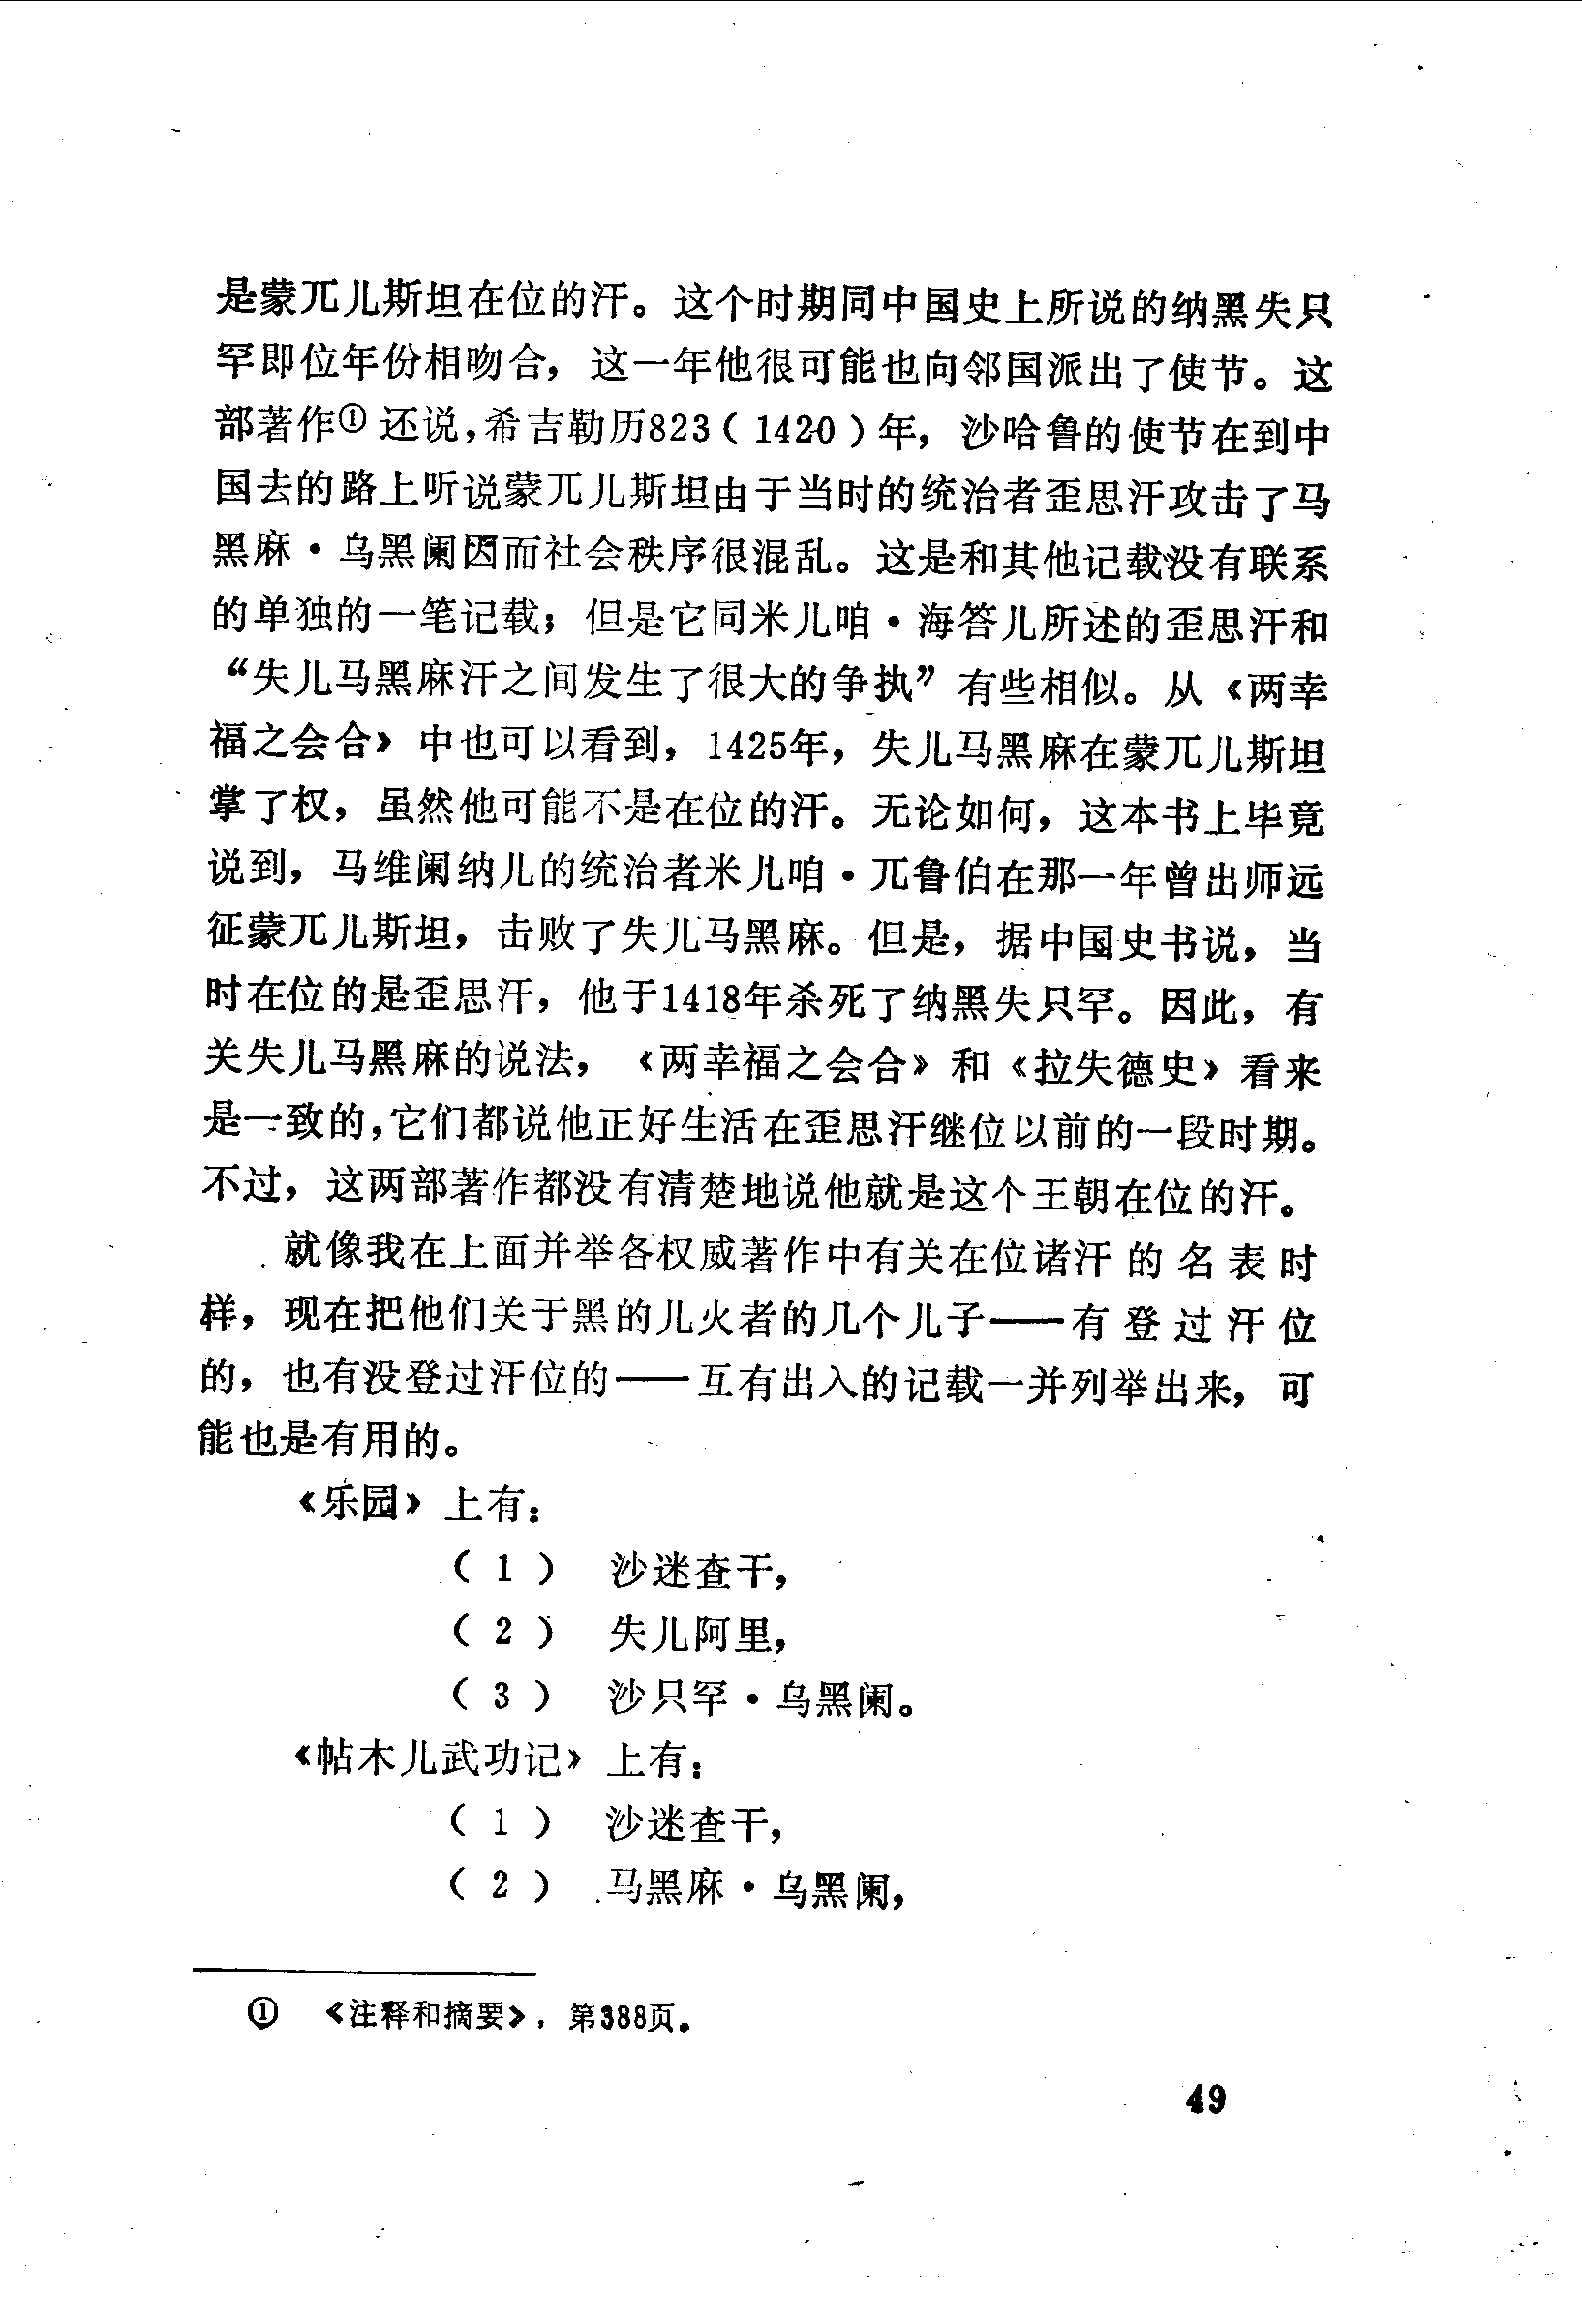 是蒙兀儿斯坦在位的汗。这个时期同中国史上所说的纳黑失只
罕即位年份相吻合，这一年他很可能也向邻国派出了使节。这
部著作①还说，希吉勒历823（1420）年，沙哈鲁的使节在到中
国去的路上听说蒙兀儿斯坦由于当时的统治者歪思汗攻击了马
黑麻·乌黑阑因而社会秩序很混乱。这是和其他记载没有联系
的单独的一笔记载；但是它同米儿咱·海答儿所述的歪思汗和
“失儿马黑麻汗之间发生了很大的争执”有些相似。从《两幸
福之会合》中也可以看到，1425年，失儿马黑麻在蒙兀儿斯坦
掌了权，虽然他可能不是在位的汗。无论如何，这本书上毕竟
说到，马维阑纳儿的统治者米儿咱·兀鲁伯在那一年曾出师远
征蒙兀儿斯坦，击败了失儿马黑麻。但是，据中国史书说，当
时在位的是歪思汗，他于1418年杀死了纳黑失只罕。因此，有
关失儿马黑麻的说法，《两幸福之会合》和《拉失德史》看来
是一致的，它们都说他正好生活在歪思汗继位以前的一段时期。
不过，这两部著作都没有清楚地说他就是这个王朝在位的汗。
就像我在上面并举各权威著作中有关在位诸汗的名表时
样，现在把他们关于黑的儿火者的几个儿子——有登过汗位
的，也有没登过汗位的——互有出入的记载一并列举出来，可
能也是有用的。
《乐园》上有：
（1） 沙迷查干，
（2） 失儿阿里，
（3） 沙只罕·乌黑阑。
《帖木儿武功记》上有：
（1） 沙迷查干，
（2） 马黑麻·乌黑阑，
① 《注释和摘要》，第388页。
49